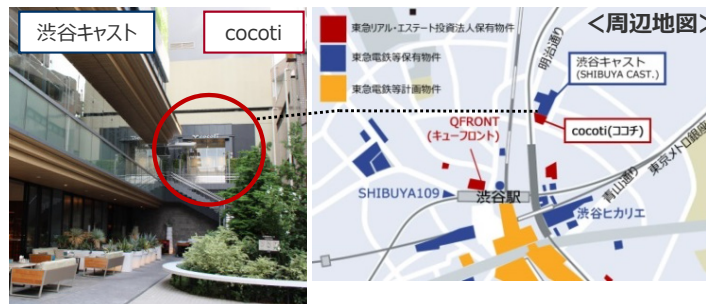 渋谷キャスト
cocoti
<周辺地図>
東急リアル・エステート投資法人保有物件
東急電鉄等保有物件
東急電鉄等計画物件
明治通り
渋谷キャスト
(SHIBUYA CAST.)
QFRONT
(キューフロント)
cocoti(ココチ)
東京メトロ銀座
青山通り
SHIBUYA109
渋谷駅
渋谷ヒカリエ